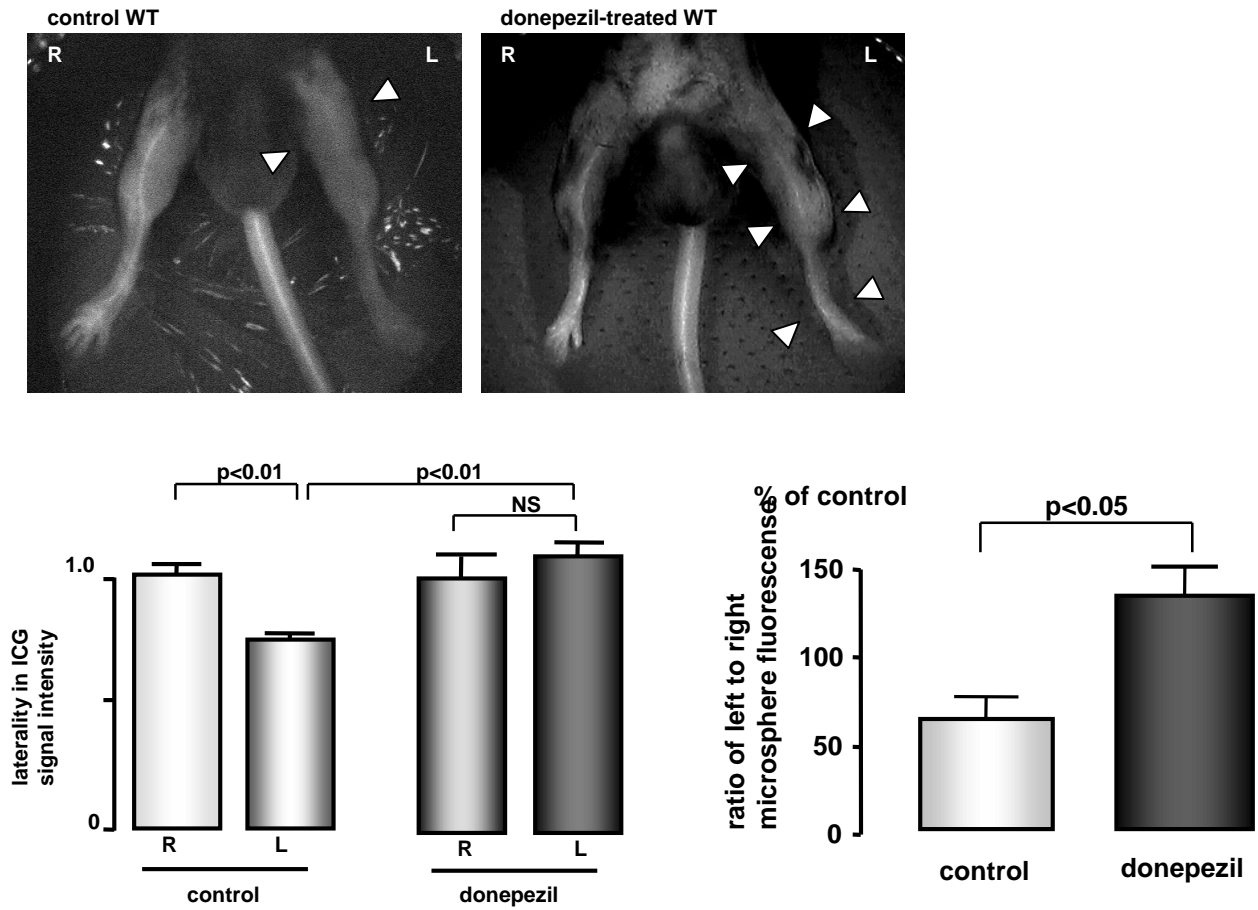 control WT
donepezil-treated WT
R
L
R
L
p<0.01
p<0.01
NS
1.0
0
laterality in ICG
signal intensity
R
L
R
L
control
donepezil
% of control
p<0.05
150
100
50
0
ratio of left to right
microsphere fluorescense
control
donepezil